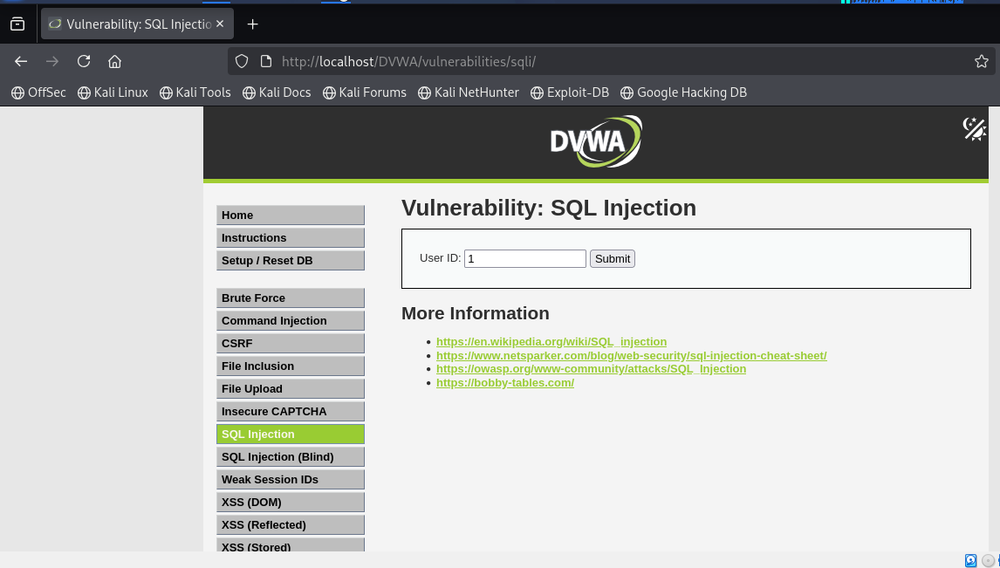 Vulnerability: SQL Injectio
http://localhost/DVWA/vulnerabilities/sqli/
OffSec Kali Linux Kali Tools Kali Docs Kali Forums Kali NetHunter Exploit-DB Google Hacking DB
DVWA
Home
Instructions
Setup / Reset DB
Brute Force
Command Injection
CSRF
File Inclusion
File Upload
Insecure CAPTCHA
SQL Injection
SQL Injection (Blind)
Weak Session IDs
XSS (DOM)
XSS (Reflected)
XSS (Stored)
Vulnerability: SQL Injection
User ID: 1 Submit
More Information
• https://en.wikipedia.org/wiki/SQL_injection
• https://www.netsparker.com/blog/web-security/sql-injection-cheat-sheet/
• https://owasp.org/www-community/attacks/SQL_Injection
• https://bobby-tables.com/